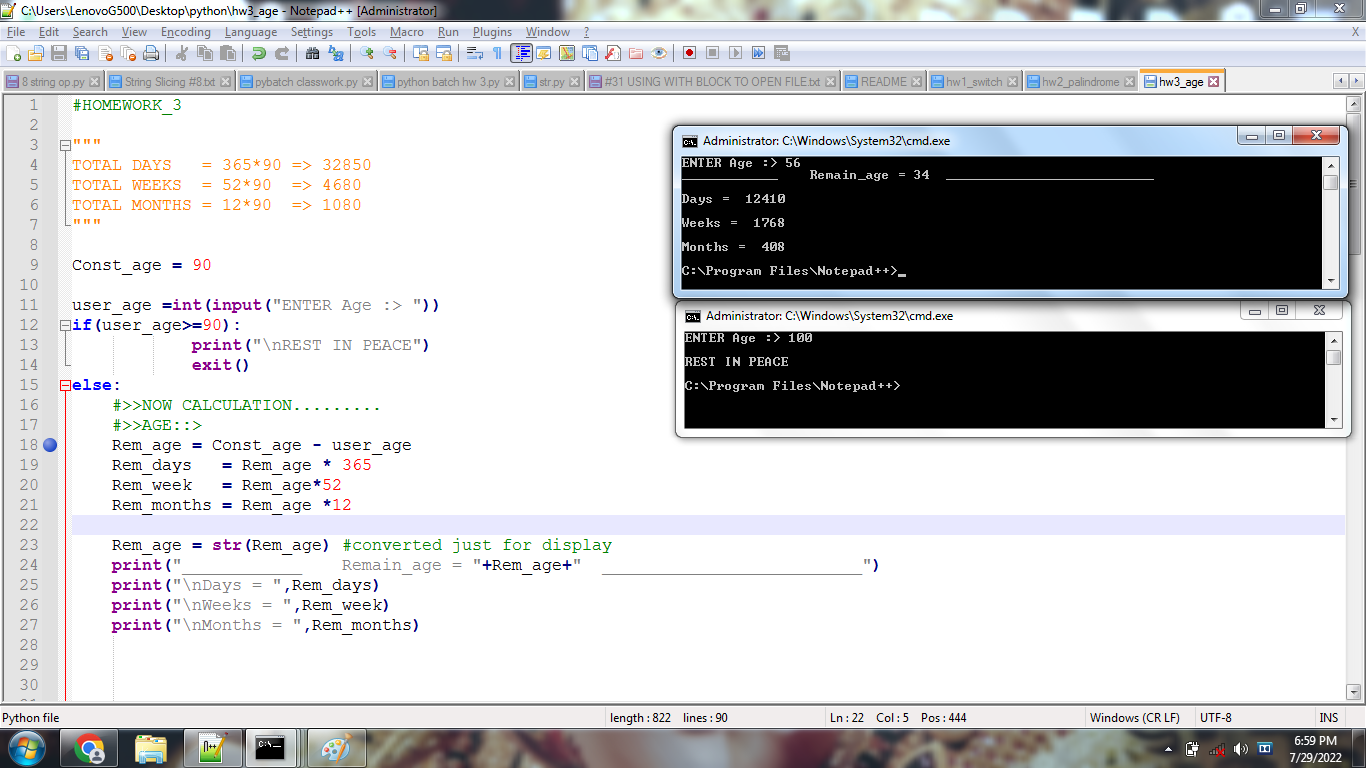 C:\Users\LenovoG500\Desktop\python\hw3_age - Notepad++ [Administrator]
File Edit Search View Encoding Language Settings Tools Macro Run Plugins Window ? X
8 string op.py String Slicing #8.txt pybatch classwork.py python batch hw 3.py str.py #31 USING WITH BLOCK TO OPEN FILE.txt README hw1_switch hw2_palindrome hw3_age
1 #HOMEWORK_3
2
3 """
4 TOTAL DAYS   = 365*90 => 32850
5 TOTAL WEEKS  = 52*90  => 4680
6 TOTAL MONTHS = 12*90  => 1080
7 """
8
9 Const_age = 90
10
11 user_age =int(input("ENTER Age :> "))
12 if(user_age>=90):
13             print("\nREST IN PEACE")
14             exit()
15 else:
16     #>>NOW CALCULATION.........
17     #>>AGE::>
18     Rem_age = Const_age - user_age
19     Rem_days   = Rem_age * 365
20     Rem_week   = Rem_age*52
21     Rem_months = Rem_age *12
22
23     Rem_age = str(Rem_age) #converted just for display
24     print("____________    Remain_age = "+Rem_age+"  __________________________")
25     print("\nDays = ",Rem_days)
26     print("\nWeeks = ",Rem_week)
27     print("\nMonths = ",Rem_months)
28
29
30
Administrator: C:\Windows\System32\cmd.exe
ENTER Age :> 56
____________    Remain_age = 34  __________________________
Days =  12410
Weeks =  1768
Months =  408
C:\Program Files\Notepad++>_
Administrator: C:\Windows\System32\cmd.exe
ENTER Age :> 100
REST IN PEACE
C:\Program Files\Notepad++>
Python file length : 822 lines : 90 Ln : 22 Col : 5 Pos : 444 Windows (CR LF) UTF-8 INS
6:59 PM
7/29/2022